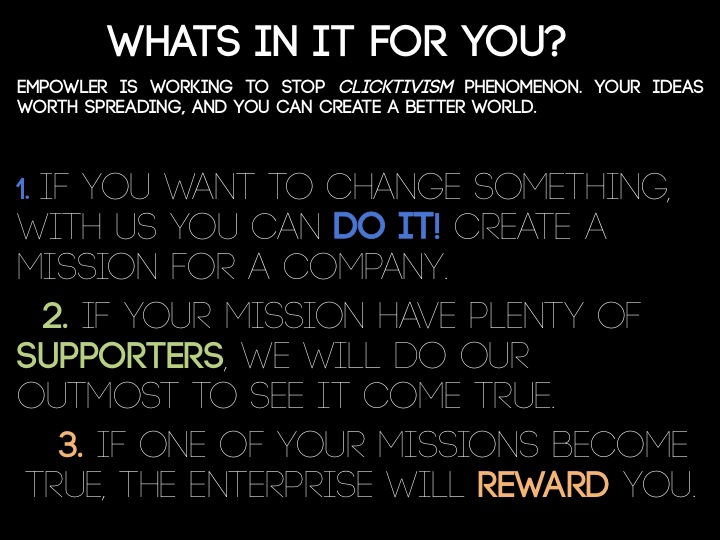 WHATS IN IT FOR YOU?
EMPOWLER IS WORKING TO STOP CLICKTIVISM PHENOMENON. YOUR IDEAS
WORTH SPREADING, AND YOU CAN CREATE A BETTER WORLD.
1. IF YOU WANT TO CHANGE SOMETHING,
WITH US YOU CAN DO IT! CREATE A
MISSION FOR A COMPANY.
2. IF YOUR MISSION HAVE PLENTY OF
SUPPORTERS, WE WILL DO OUR
OUTMOST TO SEE IT COME TRUE.
3. IF ONE OF YOUR MISSIONS BECOME
TRUE, THE ENTERPRISE WILL REWARD YOU.